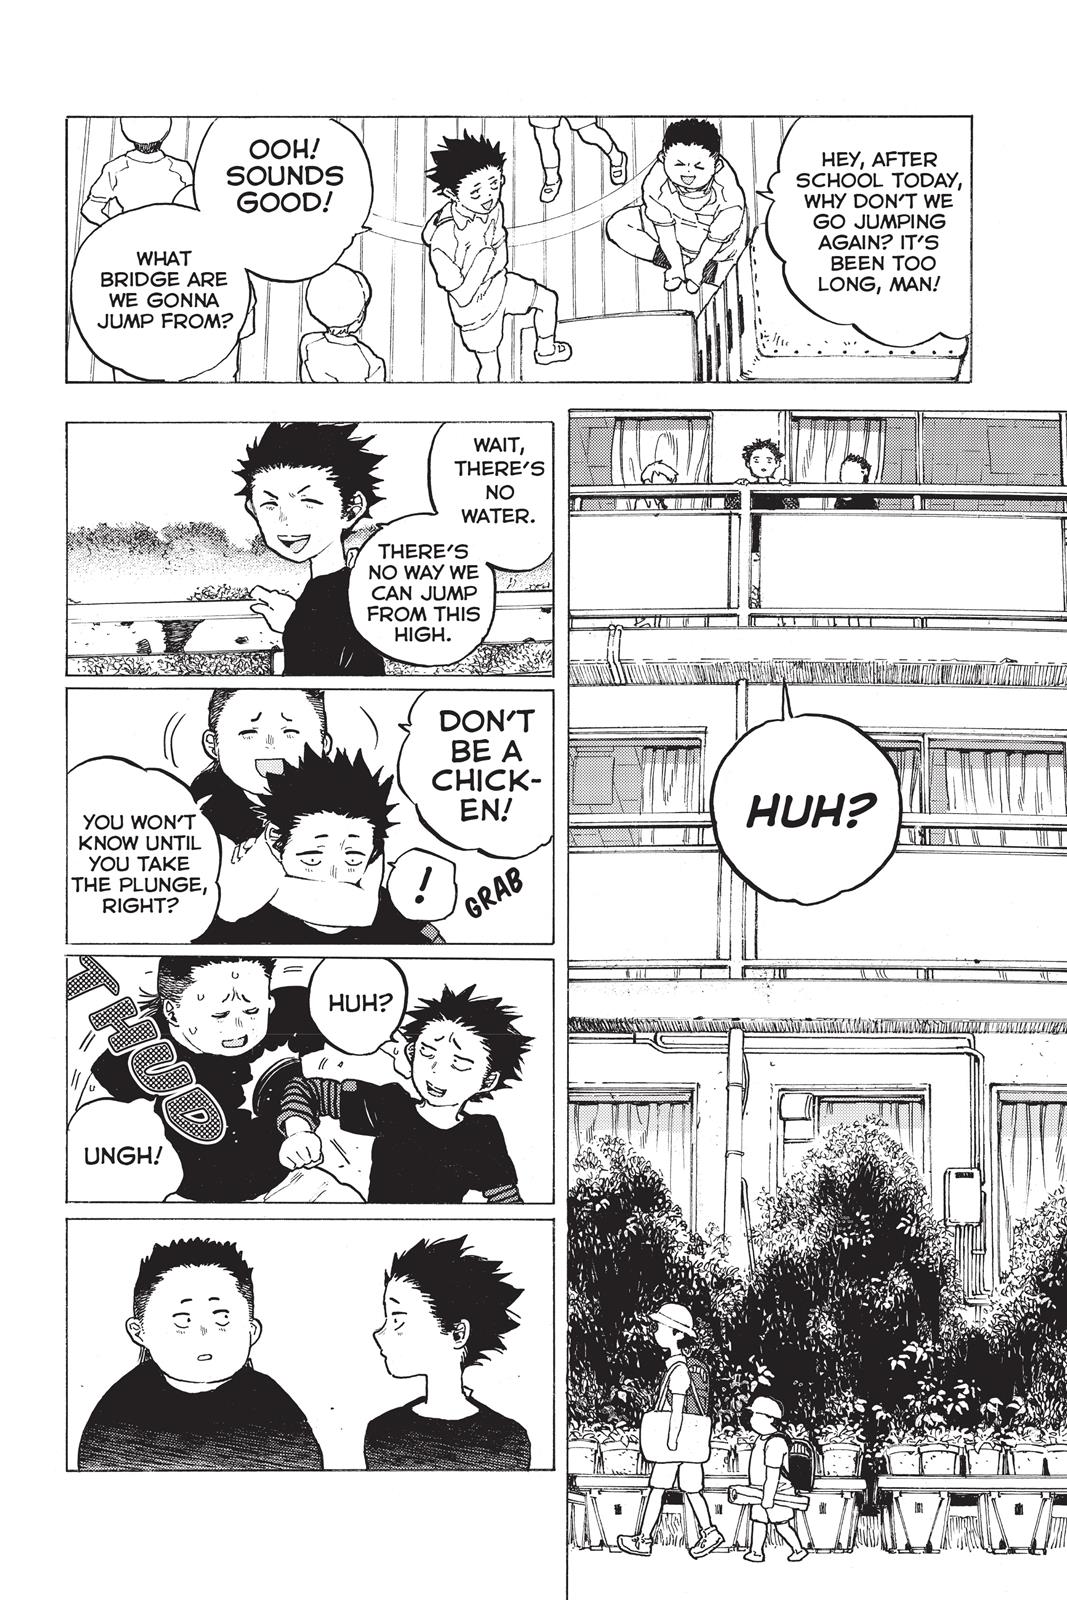 HEY, AFTER
SCHOOL TODAY,
WHY DON'T WE
GO JUMPING
AGAIN? IT'S
BEEN TOO
LONG, MAN!
OOH!
SOUNDS
GOOD!
WHAT
BRIDGE ARE
WE GONNA
JUMP FROM?
HUH?
WAIT,
THERE'S
NO
WATER.
THERE'S
NO WAY WE
CAN JUMP
FROM THIS
HIGH.
DON'T
BE A
CHICK-
EN!
!
GRAB
YOU WON'T
KNOW UNTIL
YOU TAKE
THE PLUNGE,
RIGHT?
HUH?
THUD
UNGH!